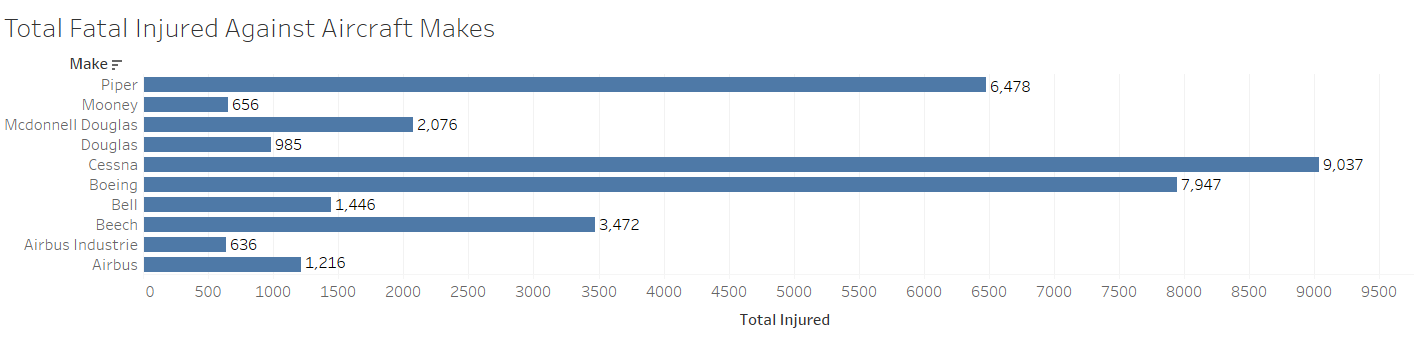 Total Fatal Injured Against Aircraft Makes
Make
Piper 6,478
Mooney 656
Mcdonnell Douglas 2,076
Douglas 985
Cessna 9,037
Boeing 7,947
Bell 1,446
Beech 3,472
Airbus Industrie 636
Airbus 1,216
0 500 1000 1500 2000 2500 3000 3500 4000 4500 5000 5500 6000 6500 7000 7500 8000 8500 9000 9500
Total Injured